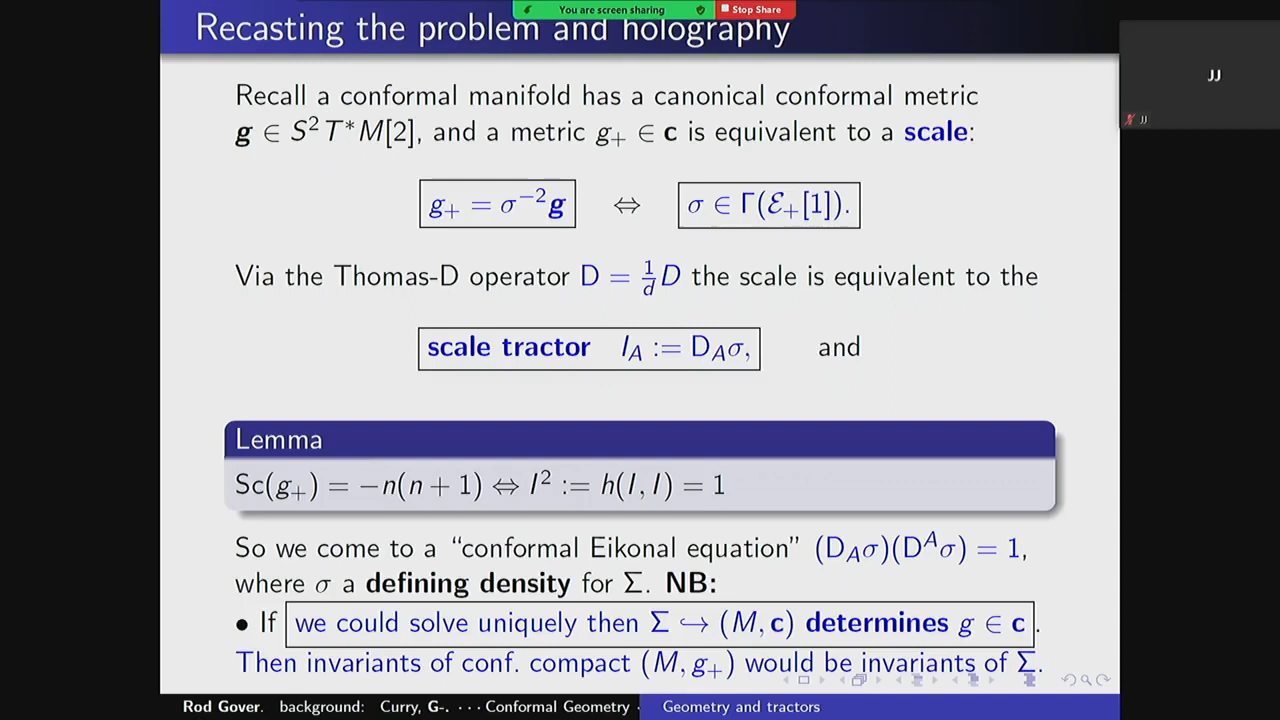 You are screen sharing
Stop Share
Recasting the problem and holography
JJ
JJ
Recall a conformal manifold has a canonical conformal metric
g ∈ S²T*M[2], and a metric g₊ ∈ c is equivalent to a scale:
g₊ = σ⁻²g ⇔ σ ∈ Γ(ℰ₊[1]).
Via the Thomas-D operator D = 1/d D the scale is equivalent to the
scale tractor I_A := D_Aσ, and
Lemma
Sc(g₊) = −n(n + 1) ⇔ I² := h(I, I) = 1
So we come to a “conformal Eikonal equation” (D_Aσ)(D^Aσ) = 1,
where σ a defining density for Σ. NB:
• If we could solve uniquely then Σ ↪ (M, c) determines g ∈ c.
Then invariants of conf. compact (M, g₊) would be invariants of Σ.
Rod Gover. background: Curry, G-. ··· Conformal Geometry · Geometry and tractors